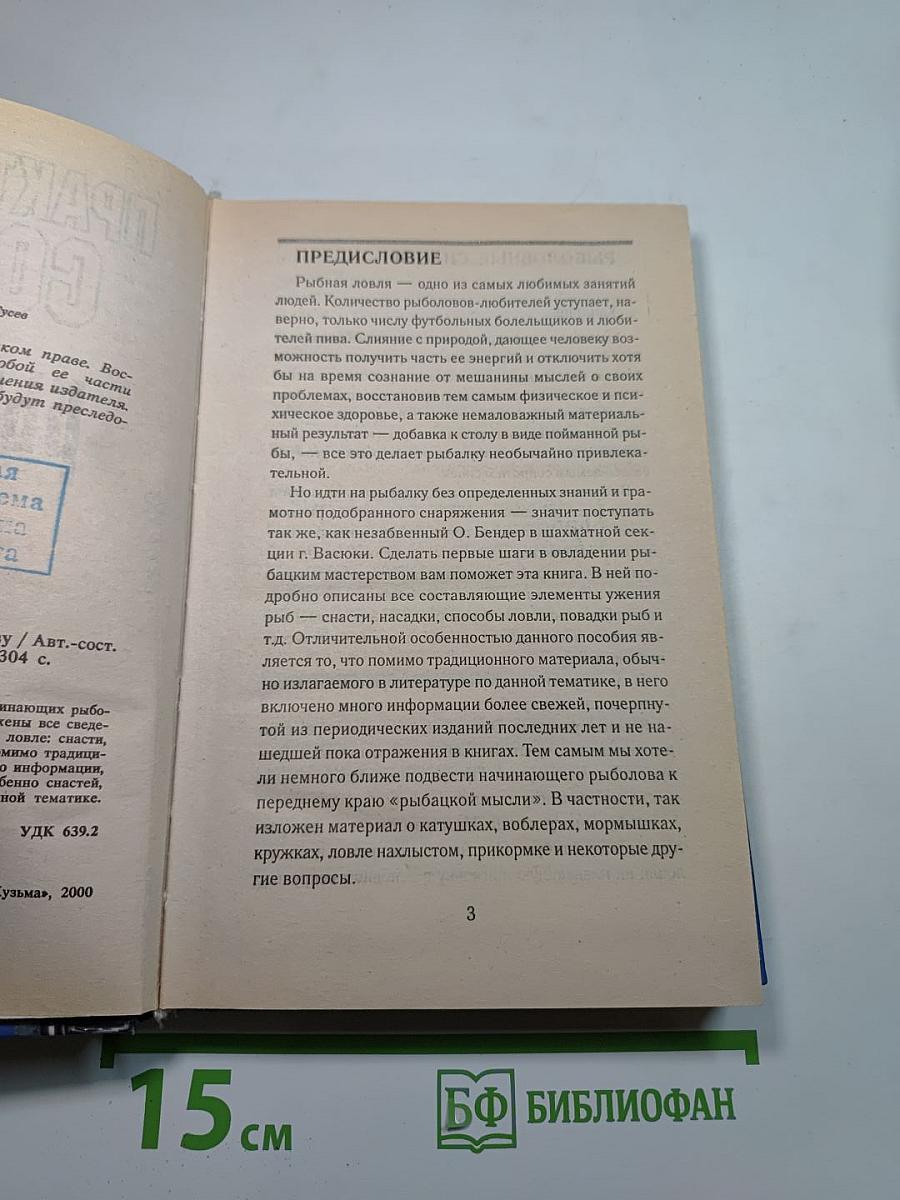 ПРАКТ
СО
Гусев
ком праве. Вос-
обой ее части
ения издателя.
будут преследо-
ая
ема
на
та
ву / Авт.-сост.
304 с.
инающих рыбо-
жены все сведе-
ловле: снасти,
мимо традици-
о информации,
бенно снастей,
ной тематике.
УДК 639.2
Кузьма», 2000
ПРЕДИСЛОВИЕ
Рыбная ловля — одно из самых любимых занятий
людей. Количество рыболовов-любителей уступает, на-
верно, только числу футбольных болельщиков и люби-
телей пива. Слияние с природой, дающее человеку воз-
можность получить часть ее энергий и отключить хотя
бы на время сознание от мешанины мыслей о своих
проблемах, восстановив тем самым физическое и пси-
хическое здоровье, а также немаловажный материаль-
ный результат — добавка к столу в виде пойманной ры-
бы, — все это делает рыбалку необычайно привлека-
тельной.
Но идти на рыбалку без определенных знаний и гра-
мотно подобранного снаряжения — значит поступать
так же, как незабвенный О. Бендер в шахматной сек-
ции г. Васюки. Сделать первые шаги в овладении ры-
бацким мастерством вам поможет эта книга. В ней по-
дробно описаны все составляющие элементы ужения
рыб — снасти, насадки, способы ловли, повадки рыб и
т.д. Отличительной особенностью данного пособия яв-
ляется то, что помимо традиционного материала, обыч-
но излагаемого в литературе по данной тематике, в него
включено много информации более свежей, почерпну-
той из периодических изданий последних лет и не на-
шедшей пока отражения в книгах. Тем самым мы хоте-
ли немного ближе подвести начинающего рыболова к
переднему краю «рыбацкой мысли». В частности, так
изложен материал о катушках, воблерах, мормышках,
кружках, ловле нахлыстом, прикормке и некоторые дру-
гие вопросы.
3
15 см
БФ БИБЛИОФАН